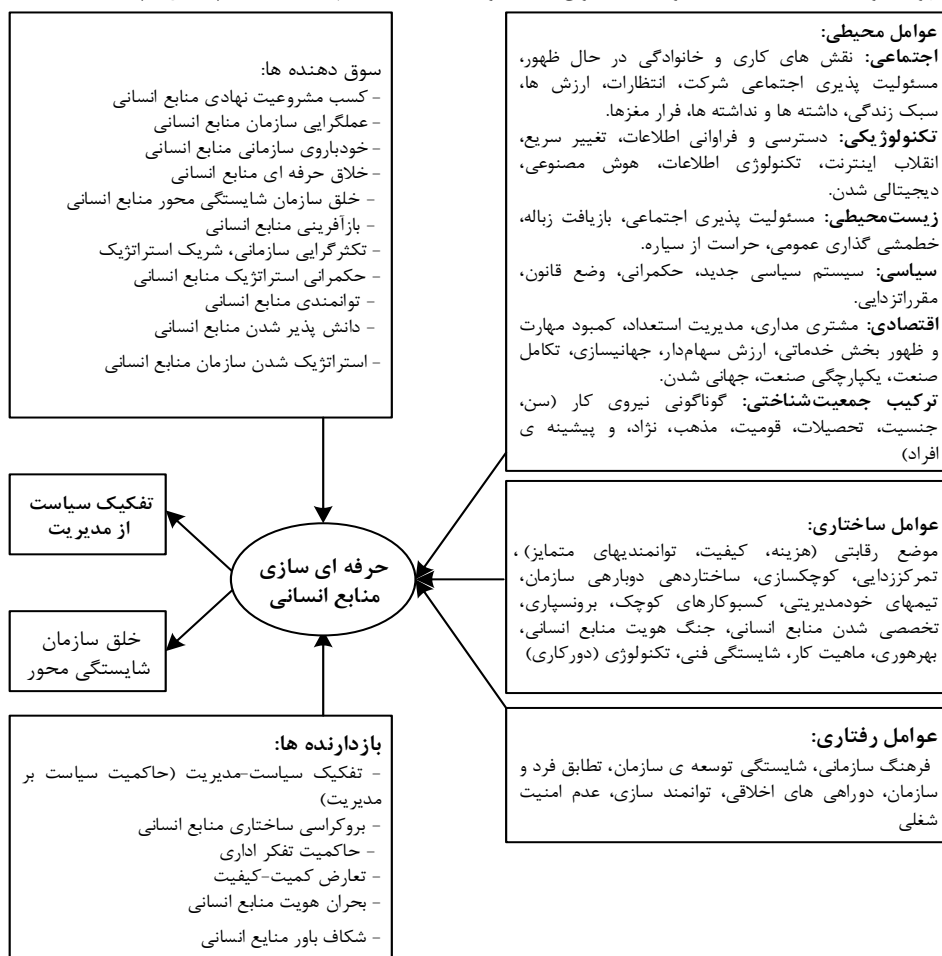 عوامل محیطی:
اجتماعی: نقش های کاری و خانوادگی در حال ظهور،
مسئولیت پذیری اجتماعی شرکت، انتظارات، ارزش ها،
سبک زندگی، داشته ها و نداشته ها، فرار مغزها.
تکنولوژیکی: دسترسی و فراوانی اطلاعات، تغییر سریع،
انقلاب اینترنت، تکنولوژی اطلاعات، هوش مصنوعی،
دیجیتالی شدن.
زیست‌محیطی: مسئولیت پذیری اجتماعی، بازیافت زباله،
خطمشی گذاری عمومی، حراست از سیاره.
سیاسی: سیستم سیاسی جدید، حکمرانی، وضع قانون،
مقرراتزدایی.
اقتصادی: مشتری مداری، مدیریت استعداد، کمبود مهارت
و ظهور بخش خدماتی، ارزش سهام‌دار، جهانیسازی، تکامل
صنعت، یکپارچگی صنعت، جهانی شدن.
ترکیب جمعیت‌شناختی: گوناگونی نیروی کار (سن،
جنسیت، تحصیلات، قومیت، مذهب، نژاد، و پیشینه ی
افراد)
سوق دهنده ها:
- کسب مشروعیت نهادی منابع انسانی
- عملگرایی سازمان منابع انسانی
- خودباروی سازمانی منابع انسانی
- خلاق حرفه ای منابع انسانی
- خلق سازمان شایستگی محور منابع انسانی
- بازآفرینی منابع انسانی
- تکثرگرایی سازمانی، شریک استراتژیک
- حکمرانی استراتژیک منابع انسانی
- توانمندی منابع انسانی
- دانش پذیر شدن منابع انسانی
- استراتژیک شدن سازمان منابع انسانی
عوامل ساختاری:
موضع رقابتی (هزینه، کیفیت، توانمندیهای متمایز)،
تمرکززدایی، کوچکسازی، ساختاردهی دوبارهی سازمان،
تیمهای خودمدیریتی، کسبوکارهای کوچک، برونسپاری،
تخصصی شدن منابع انسانی، جنگ هویت منابع انسانی،
بهرهوری، ماهیت کار، شایستگی فنی، تکنولوژی (دورکاری)
حرفه ای سازی
منابع انسانی
تفکیک سیاست
از مدیریت
خلق سازمان
شایستگی محور
عوامل رفتاری:
فرهنگ سازمانی، شایستگی توسعه ی سازمان، تطابق فرد و
سازمان، دوراهی های اخلاقی، توانمند سازی، عدم امنیت
شغلی
بازدارنده ها:
- تفکیک سیاست-مدیریت (حاکمیت سیاست بر
مدیریت)
- بروکراسی ساختاری منابع انسانی
- حاکمیت تفکر اداری
- تعارض کمیت-کیفیت
- بحران هویت منابع انسانی
- شکاف باور منایع انسانی